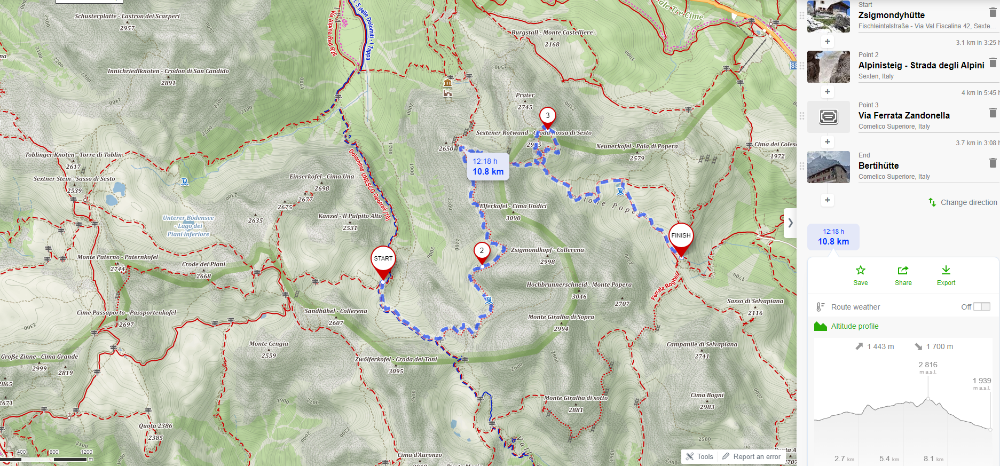 Schusterplatte - Lastron dei Scarperi
2957
Via Alpina Red R26
n. 5 delle Dolomiti - I Tappa
ale Tre Cime
Burgstall - Monte Castelliere
2168
Innichriedlknoten - Crodon di San Candido
2891
Prater
2745
3
Sextener Rotwand - Croda Rossa di Sesto
2650
Neunerkofel - Pala di Popera
2579
Cima dei Coles
1972
Toblinger Knoten - Torre di Toblin
2617
Sextner Stein - Sasso di Sesto
2539
Dolomites UNESCO Geotrail (10)
12:18 h
10.8 km
Einserkofel - Cima Una
2698
2677
2675
2635
Kanzel - Il Pulpito Alto
2531
Elferkofel - Cima Undici
3090
Unterer Bödensee
- Lago dei
Piani inferiore
START
2
FINISH
Zsigmondkopf - Collerena
2998
Monte Paterno - Paternkofel
2744
Crode dei Piani
2668
Hochbrunnerschneid - Monte Popera
3046
2707
Ferrata Roghel
Sasso di Selvapiana
2116
Cime Passaporto - Passportenkofel
2697
Sandbühel - Collerena
2607
Monte Giralba di Sopra
2994
Monte Cengia
2559
Campanile di Selvapiana
2741
Große Zinne - Cima Grande
2999
2819
2865
2671
Zwölferkofel - Croda dei Toni
3095
Monte Giralba di sotto
2881
Cima Bagni
2983
Quota 2386
2385
Cima d'Auronzo
Valle
400 800 1200
m
Tools
Report an error
Start
Zsigmondyhütte
Fischleintalstraße - Via Val Fiscalina 42, Sexte...
3.1 km in 3:25 h
Point 2
Alpinisteig - Strada degli Alpini
Sexten, Italy
4 km in 5:45 h
Point 3
Via Ferrata Zandonella
Comelico Superiore, Italy
3.7 km in 3:08 h
End
Bertihütte
Comelico Superiore, Italy
Change direction
12:18 h
10.8 km
Save
Share
Export
Route weather
Off
Altitude profile
1 443 m
1 700 m
2 816
m a.s.l.
1 939
m a.s.l.
2.7 km
5.4 km
8.1 km